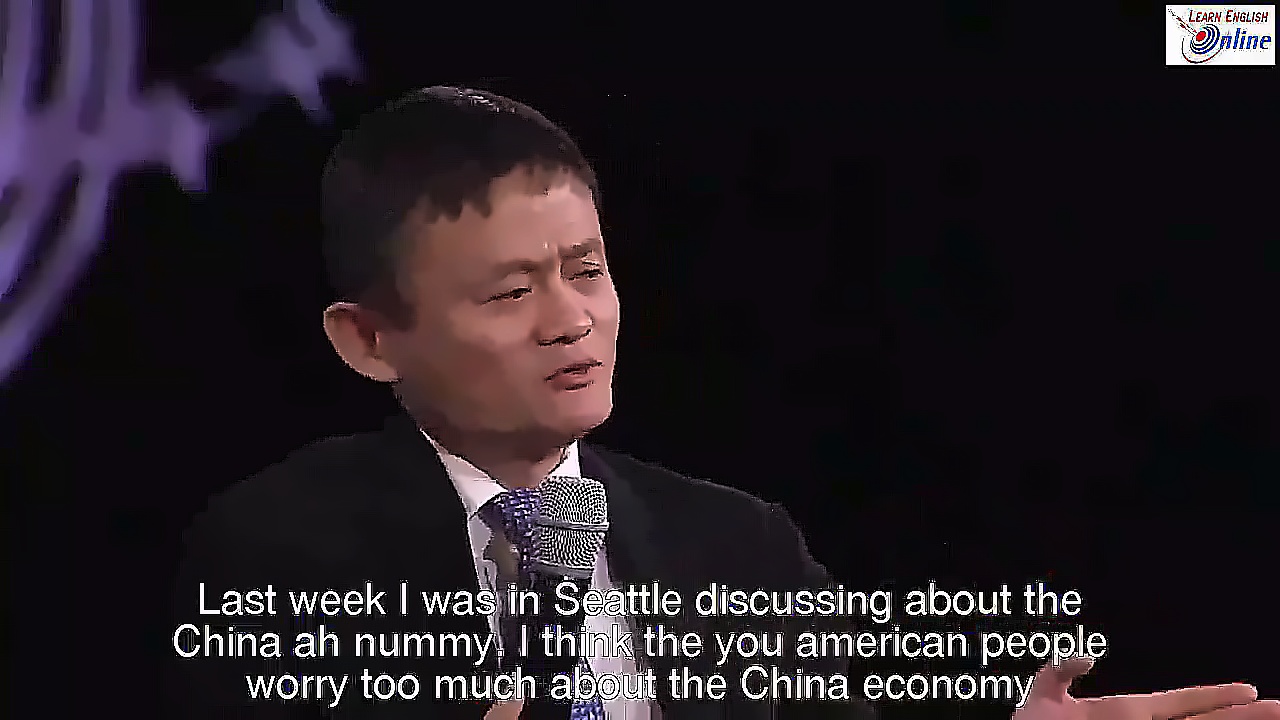 LEARN ENGLISH
Online
Last week I was in Seattle discussing about the
China ah nummy. I think the you american people
worry too much about the China economy